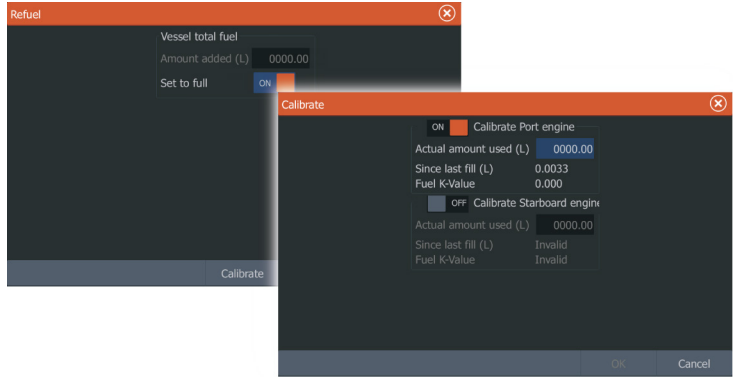 Refuel
Vessel total fuel
Amount added (L) 0000.00
Set to full ON
Calibrate
Calibrate
ON Calibrate Port engine
Actual amount used (L) 0000.00
Since last fill (L) 0.0033
Fuel K-Value 0.000
OFF Calibrate Starboard engine
Actual amount used (L) 0000.00
Since last fill (L) Invalid
Fuel K-Value Invalid
OK Cancel